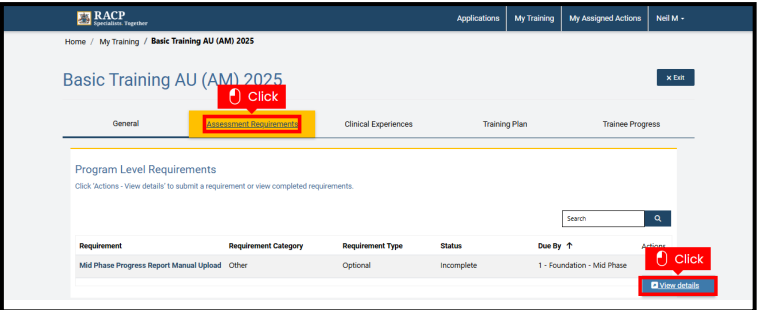 RACP
Specialists. Together
Applications My Training My Assigned Actions Neil M
Home / My Training / Basic Training AU (AM) 2025
Basic Training AU (AM) 2025
x Exit
Click
General Assessment Requirements Clinical Experiences Training Plan Trainee Progress
Program Level Requirements
Click 'Actions - View details' to submit a requirement or view completed requirements.
Search
Requirement Requirement Category Requirement Type Status Due By ↑ Actions
Mid Phase Progress Report Manual Upload Other Optional Incomplete 1 - Foundation - Mid Phase
Click
View details